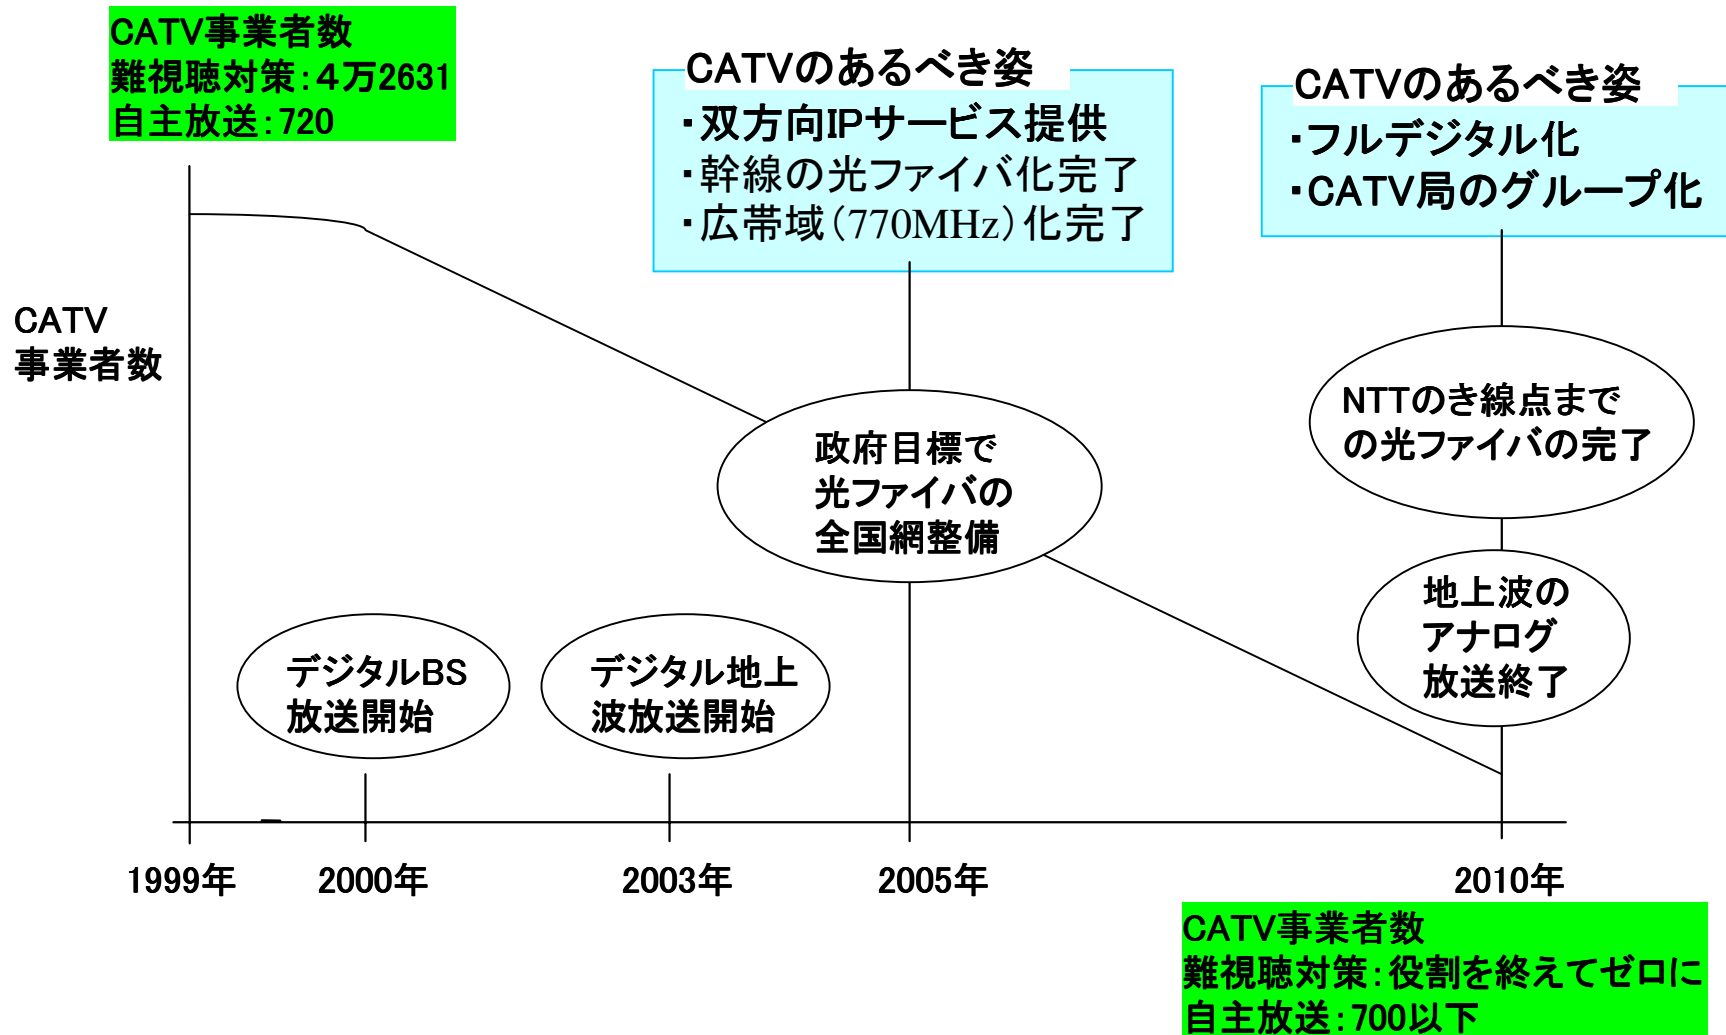 CATV事業者数
難視聴対策：４万2631
自主放送：720
CATVのあるべき姿
・双方向IPサービス提供
・幹線の光ファイバ化完了
・広帯域（770MHz）化完了
CATVのあるべき姿
・フルデジタル化
・CATV局のグループ化
CATV
事業者数
政府目標で
光ファイバの
全国網整備
NTTのき線点まで
の光ファイバの完了
地上波の
アナログ
放送終了
デジタルBS
放送開始
デジタル地上
波放送開始
1999年
2000年
2003年
2005年
2010年
CATV事業者数
難視聴対策：役割を終えてゼロに
自主放送：700以下